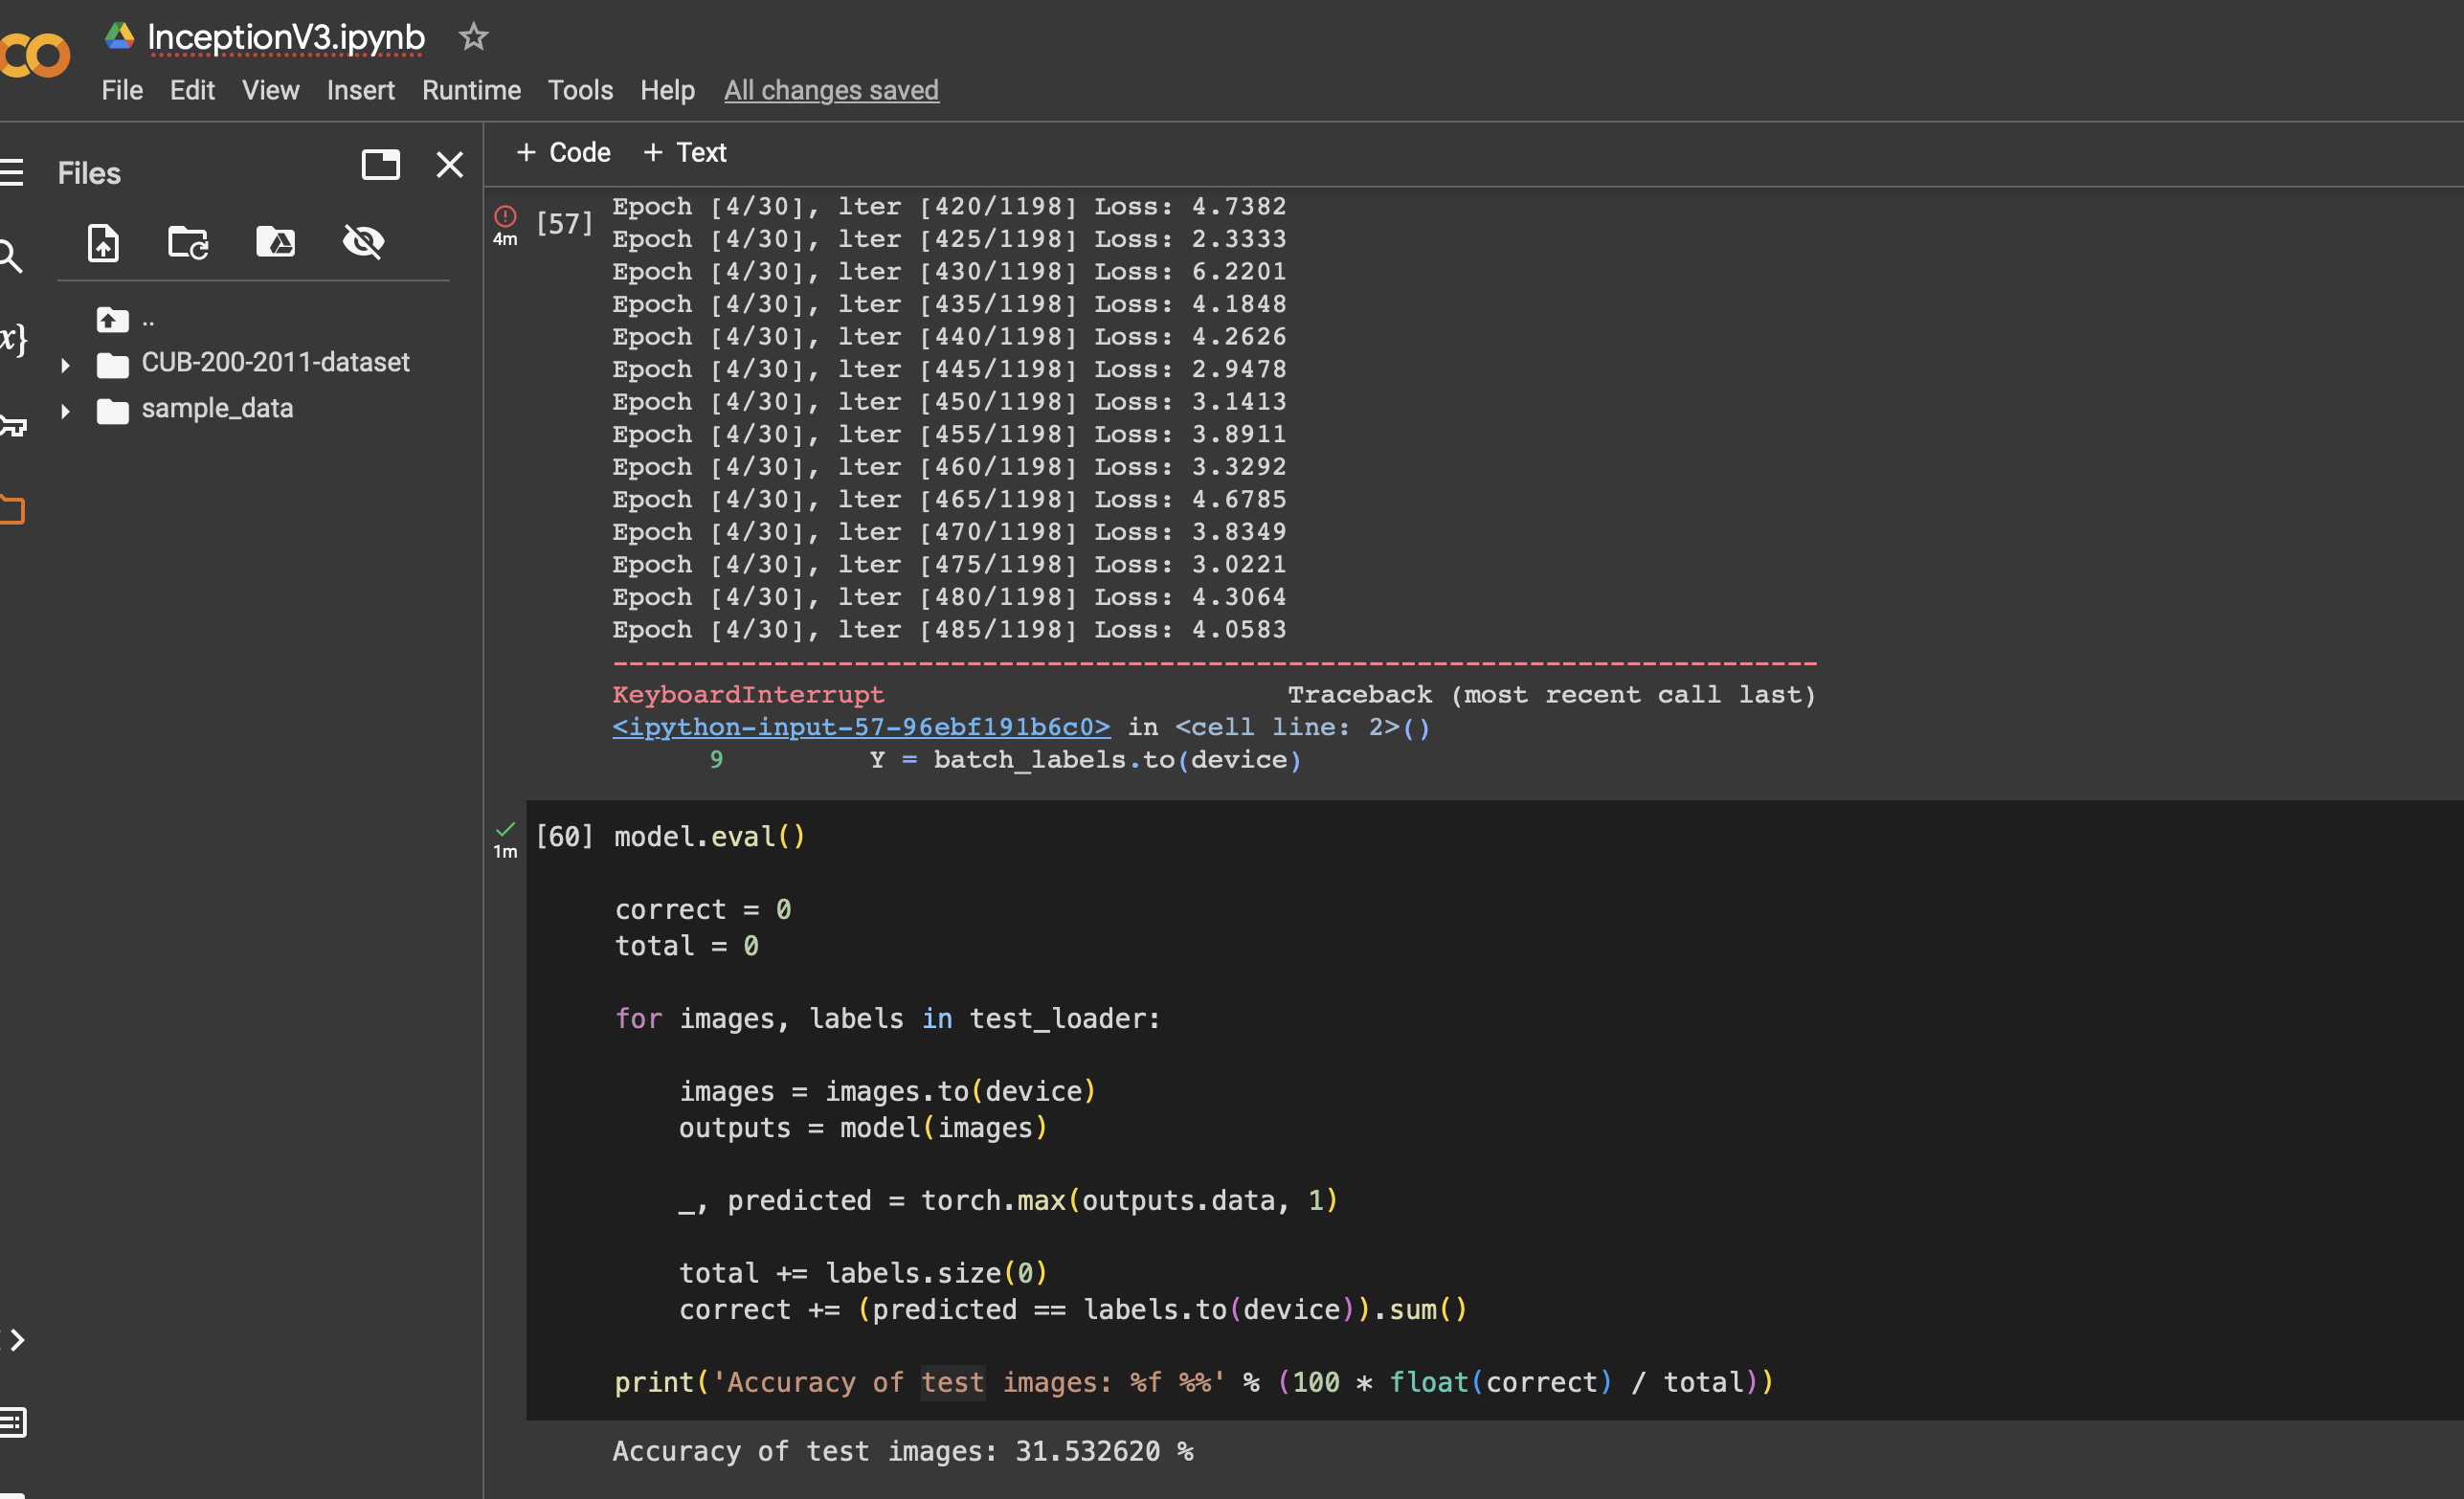 InceptionV3.ipynb
File Edit View Insert Runtime Tools Help All changes saved
Files
+ Code + Text
..
CUB-200-2011-dataset
sample_data
4m
[57]
Epoch [4/30], lter [420/1198] Loss: 4.7382
Epoch [4/30], lter [425/1198] Loss: 2.3333
Epoch [4/30], lter [430/1198] Loss: 6.2201
Epoch [4/30], lter [435/1198] Loss: 4.1848
Epoch [4/30], lter [440/1198] Loss: 4.2626
Epoch [4/30], lter [445/1198] Loss: 2.9478
Epoch [4/30], lter [450/1198] Loss: 3.1413
Epoch [4/30], lter [455/1198] Loss: 3.8911
Epoch [4/30], lter [460/1198] Loss: 3.3292
Epoch [4/30], lter [465/1198] Loss: 4.6785
Epoch [4/30], lter [470/1198] Loss: 3.8349
Epoch [4/30], lter [475/1198] Loss: 3.0221
Epoch [4/30], lter [480/1198] Loss: 4.3064
Epoch [4/30], lter [485/1198] Loss: 4.0583
---------------------------------------------------------------------------
KeyboardInterrupt                         Traceback (most recent call last)
<ipython-input-57-96ebf191b6c0> in <cell line: 2>()
      9         Y = batch_labels.to(device)
1m
[60] model.eval()
correct = 0
total = 0
for images, labels in test_loader:
    images = images.to(device)
    outputs = model(images)
    _, predicted = torch.max(outputs.data, 1)
    total += labels.size(0)
    correct += (predicted == labels.to(device)).sum()
print('Accuracy of test images: %f %%' % (100 * float(correct) / total))
Accuracy of test images: 31.532620 %